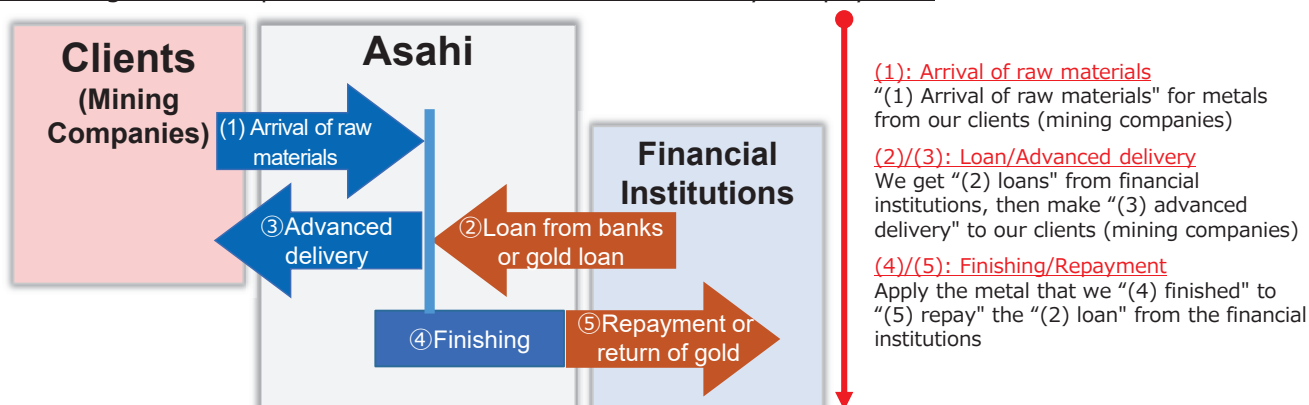 Clients
(Mining
Companies)
Asahi
Financial
Institutions
(1) Arrival of raw
materials
③Advanced
delivery
②Loan from banks
or gold loan
④Finishing
⑤Repayment or
return of gold
(1): Arrival of raw materials
“(1) Arrival of raw materials" for metals
from our clients (mining companies)
(2)/(3): Loan/Advanced delivery
We get “(2) loans" from financial
institutions, then make “(3) advanced
delivery" to our clients (mining companies)
(4)/(5): Finishing/Repayment
Apply the metal that we “(4) finished" to
“(5) repay" the “(2) loan" from the financial
institutions